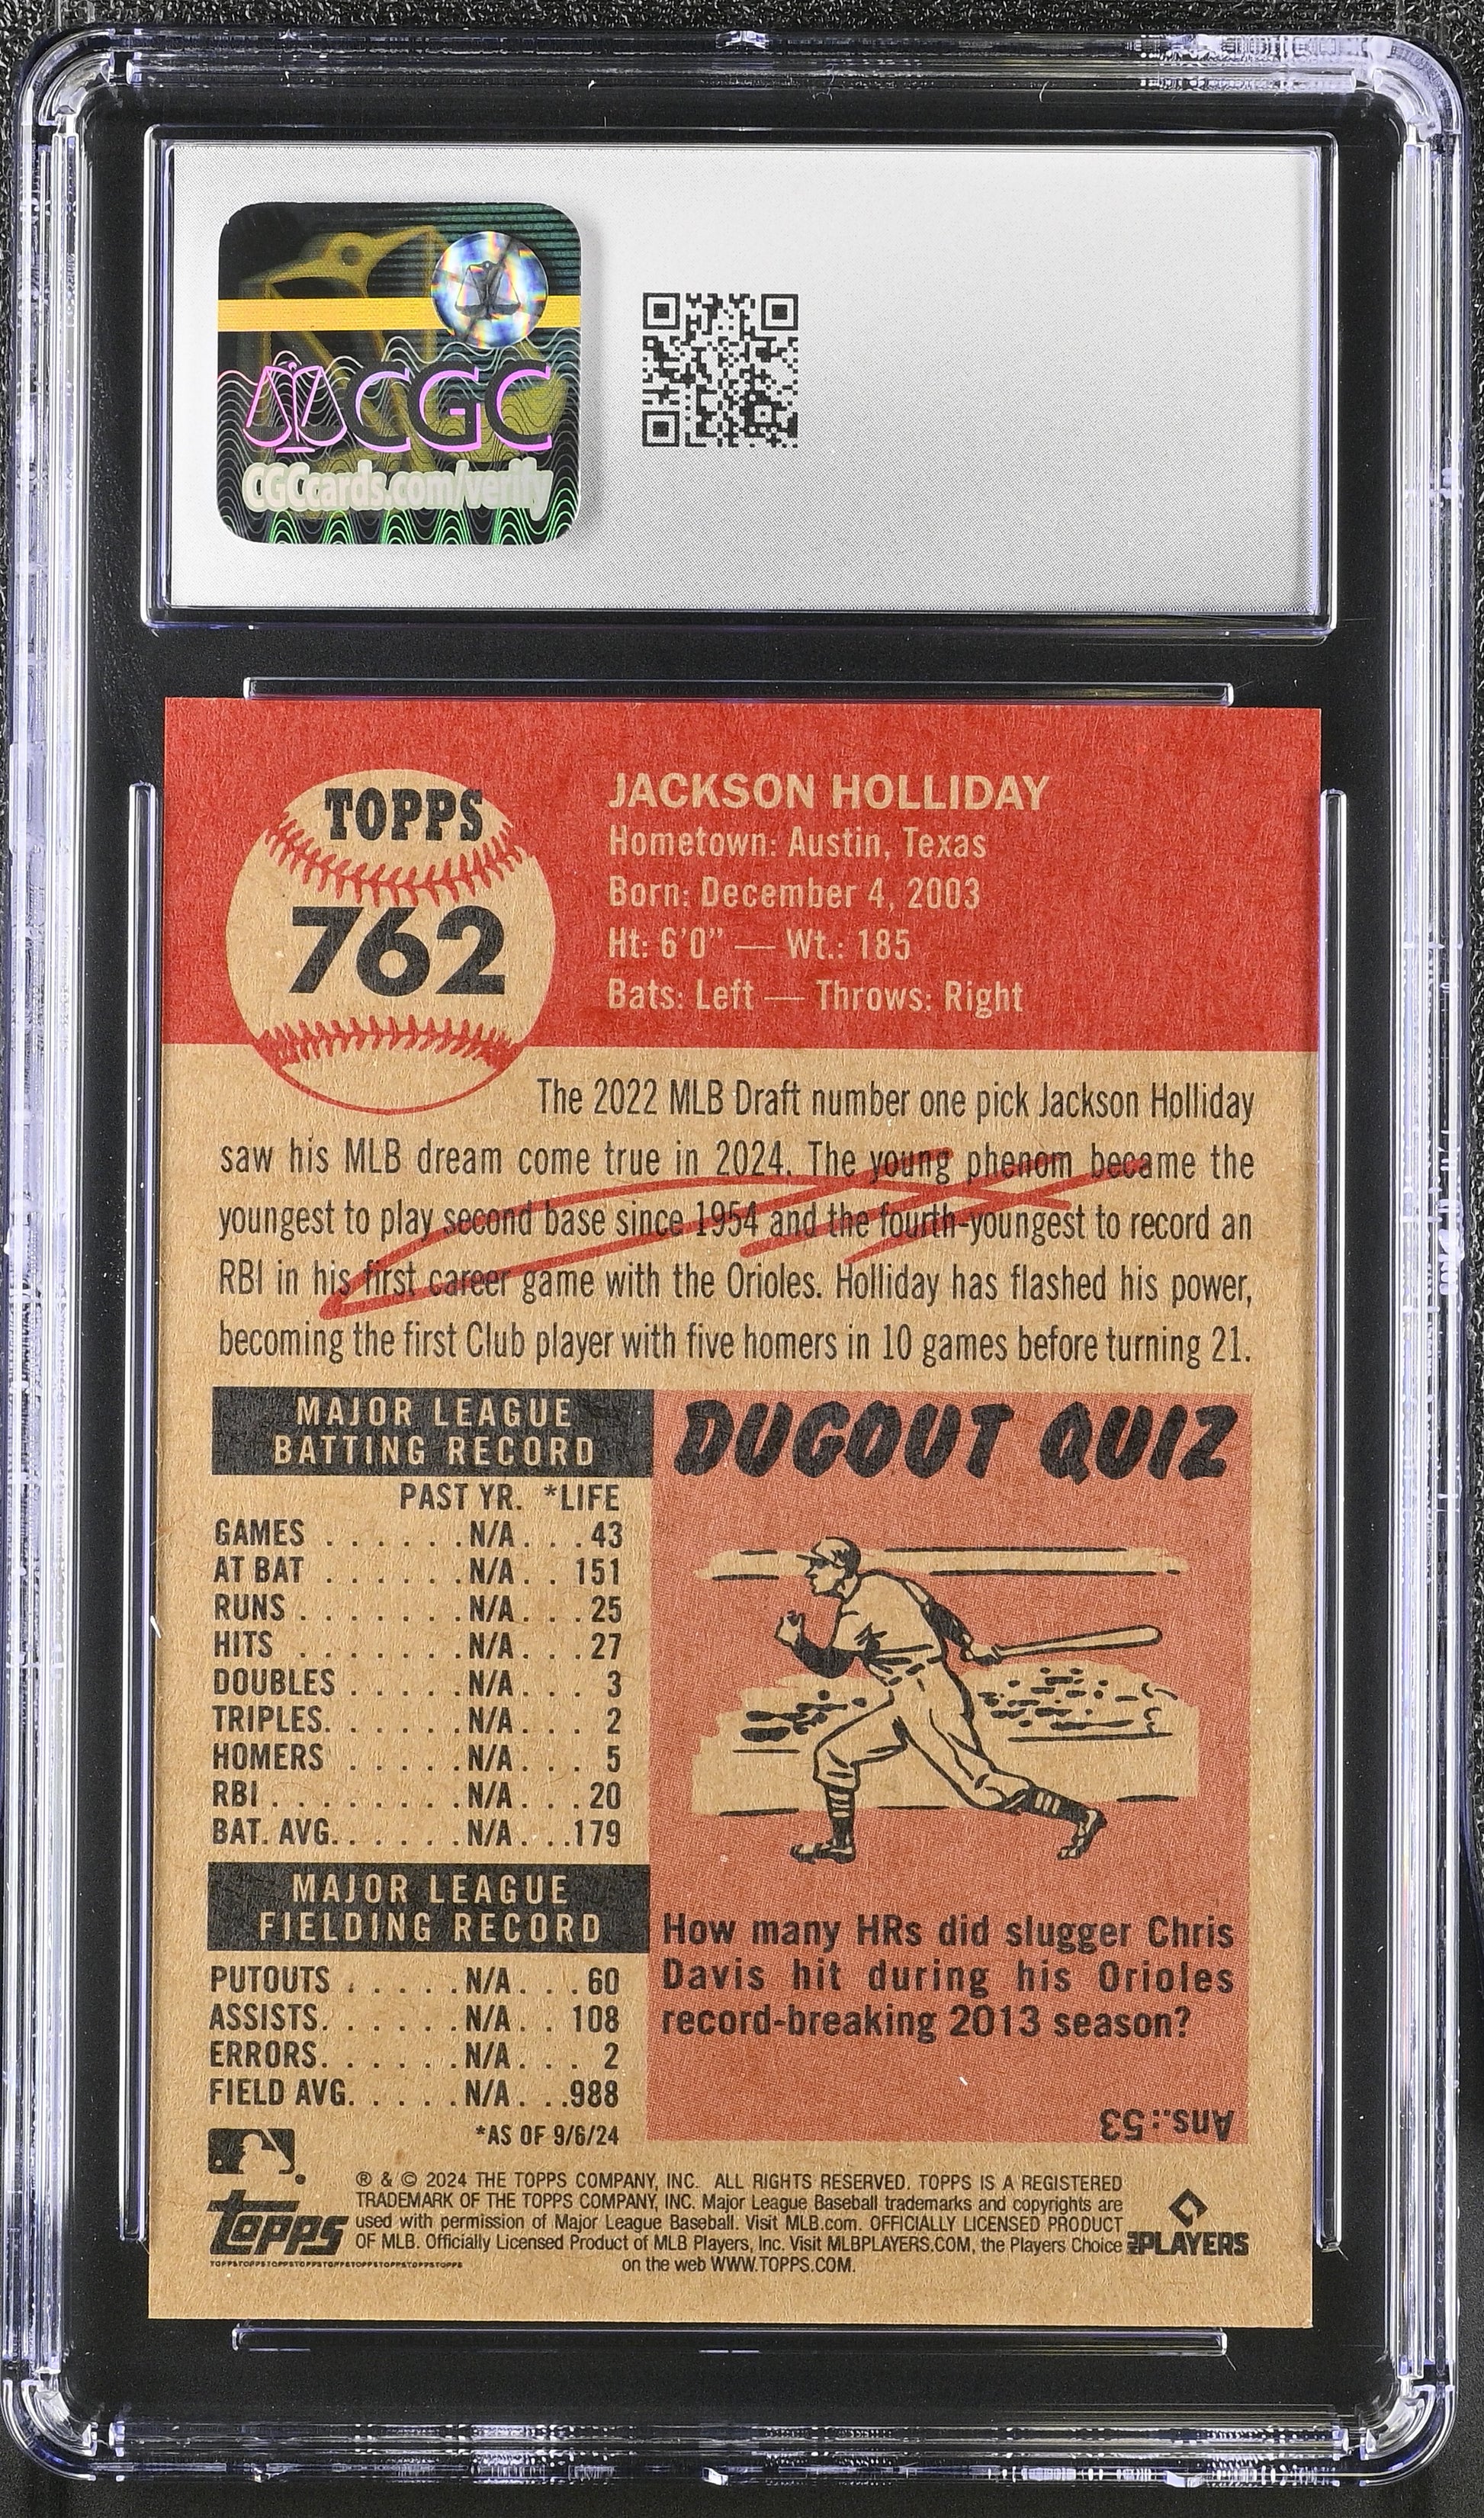 CGC
CGCcards.com/verify
TOPPS
762
JACKSON HOLLIDAY
Hometown: Austin, Texas
Born: December 4, 2003
Ht: 6'0" — Wt.: 185
Bats: Left — Throws: Right
The 2022 MLB Draft number one pick Jackson Holliday
saw his MLB dream come true in 2024. The young phenom became the
youngest to play second base since 1954 and the fourth-youngest to record an
RBI in his first career game with the Orioles. Holliday has flashed his power,
becoming the first Club player with five homers in 10 games before turning 21.
MAJOR LEAGUE
BATTING RECORD
PAST YR. *LIFE
GAMES . . . . . . .N/A. . . .43
AT BAT . . . . . . .N/A. . . 151
RUNS . . . . . . . .N/A. . . .25
HITS . . . . . . . .N/A. . . .27
DOUBLES . . . . . .N/A. . . . 3
TRIPLES. . . . . . .N/A. . . . 2
HOMERS . . . . . .N/A. . . . 5
RBI . . . . . . . . .N/A. . . .20
BAT. AVG. . . . . . .N/A. . . .179
MAJOR LEAGUE
FIELDING RECORD
PUTOUTS . . . . . .N/A. . . .60
ASSISTS. . . . . . .N/A. . . 108
ERRORS. . . . . . .N/A. . . . 2
FIELD AVG. . . . . .N/A. . . .988
*AS OF 9/6/24
DUGOUT QUIZ
How many HRs did slugger Chris
Davis hit during his Orioles
record-breaking 2013 season?
Ans.: 53
® & © 2024 THE TOPPS COMPANY, INC. ALL RIGHTS RESERVED. TOPPS IS A REGISTERED
TRADEMARK OF THE TOPPS COMPANY, INC. Major League Baseball trademarks and copyrights are
used with permission of Major League Baseball. Visit MLB.com. OFFICIALLY LICENSED PRODUCT
OF MLB. Officially Licensed Product of MLB Players, Inc. Visit MLBPLAYERS.COM, the Players Choice
on the web WWW.TOPPS.COM.
topps
TOPPSTOPPSTOPPSTOPPSTOPPSTOPPSTOPPSTOPPS
PLAYERS